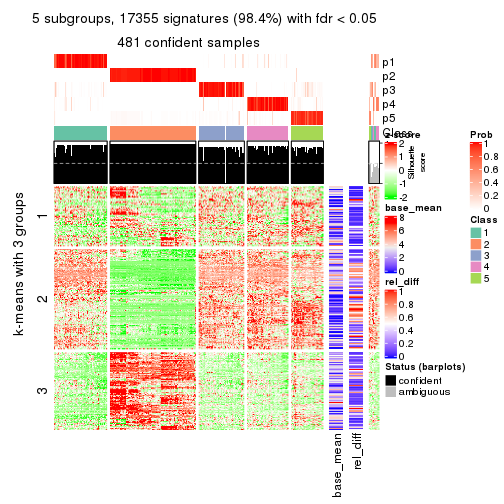 5 subgroups, 17355 signatures (98.4%) with fdr < 0.05
481 confident samples
p1
p2
p3
p4
p5
Class
Silhouette
score
k-means with 3 groups
1
2
3
base_mean
rel_diff
z-score
2
1
0
-1
-2
base_mean
8
6
4
2
0
rel_diff
1
0.8
0.6
0.4
0.2
0
Status (barplots)
confident
ambiguous
Prob
1
0.8
0.6
0.4
0.2
0
Class
1
2
3
4
5